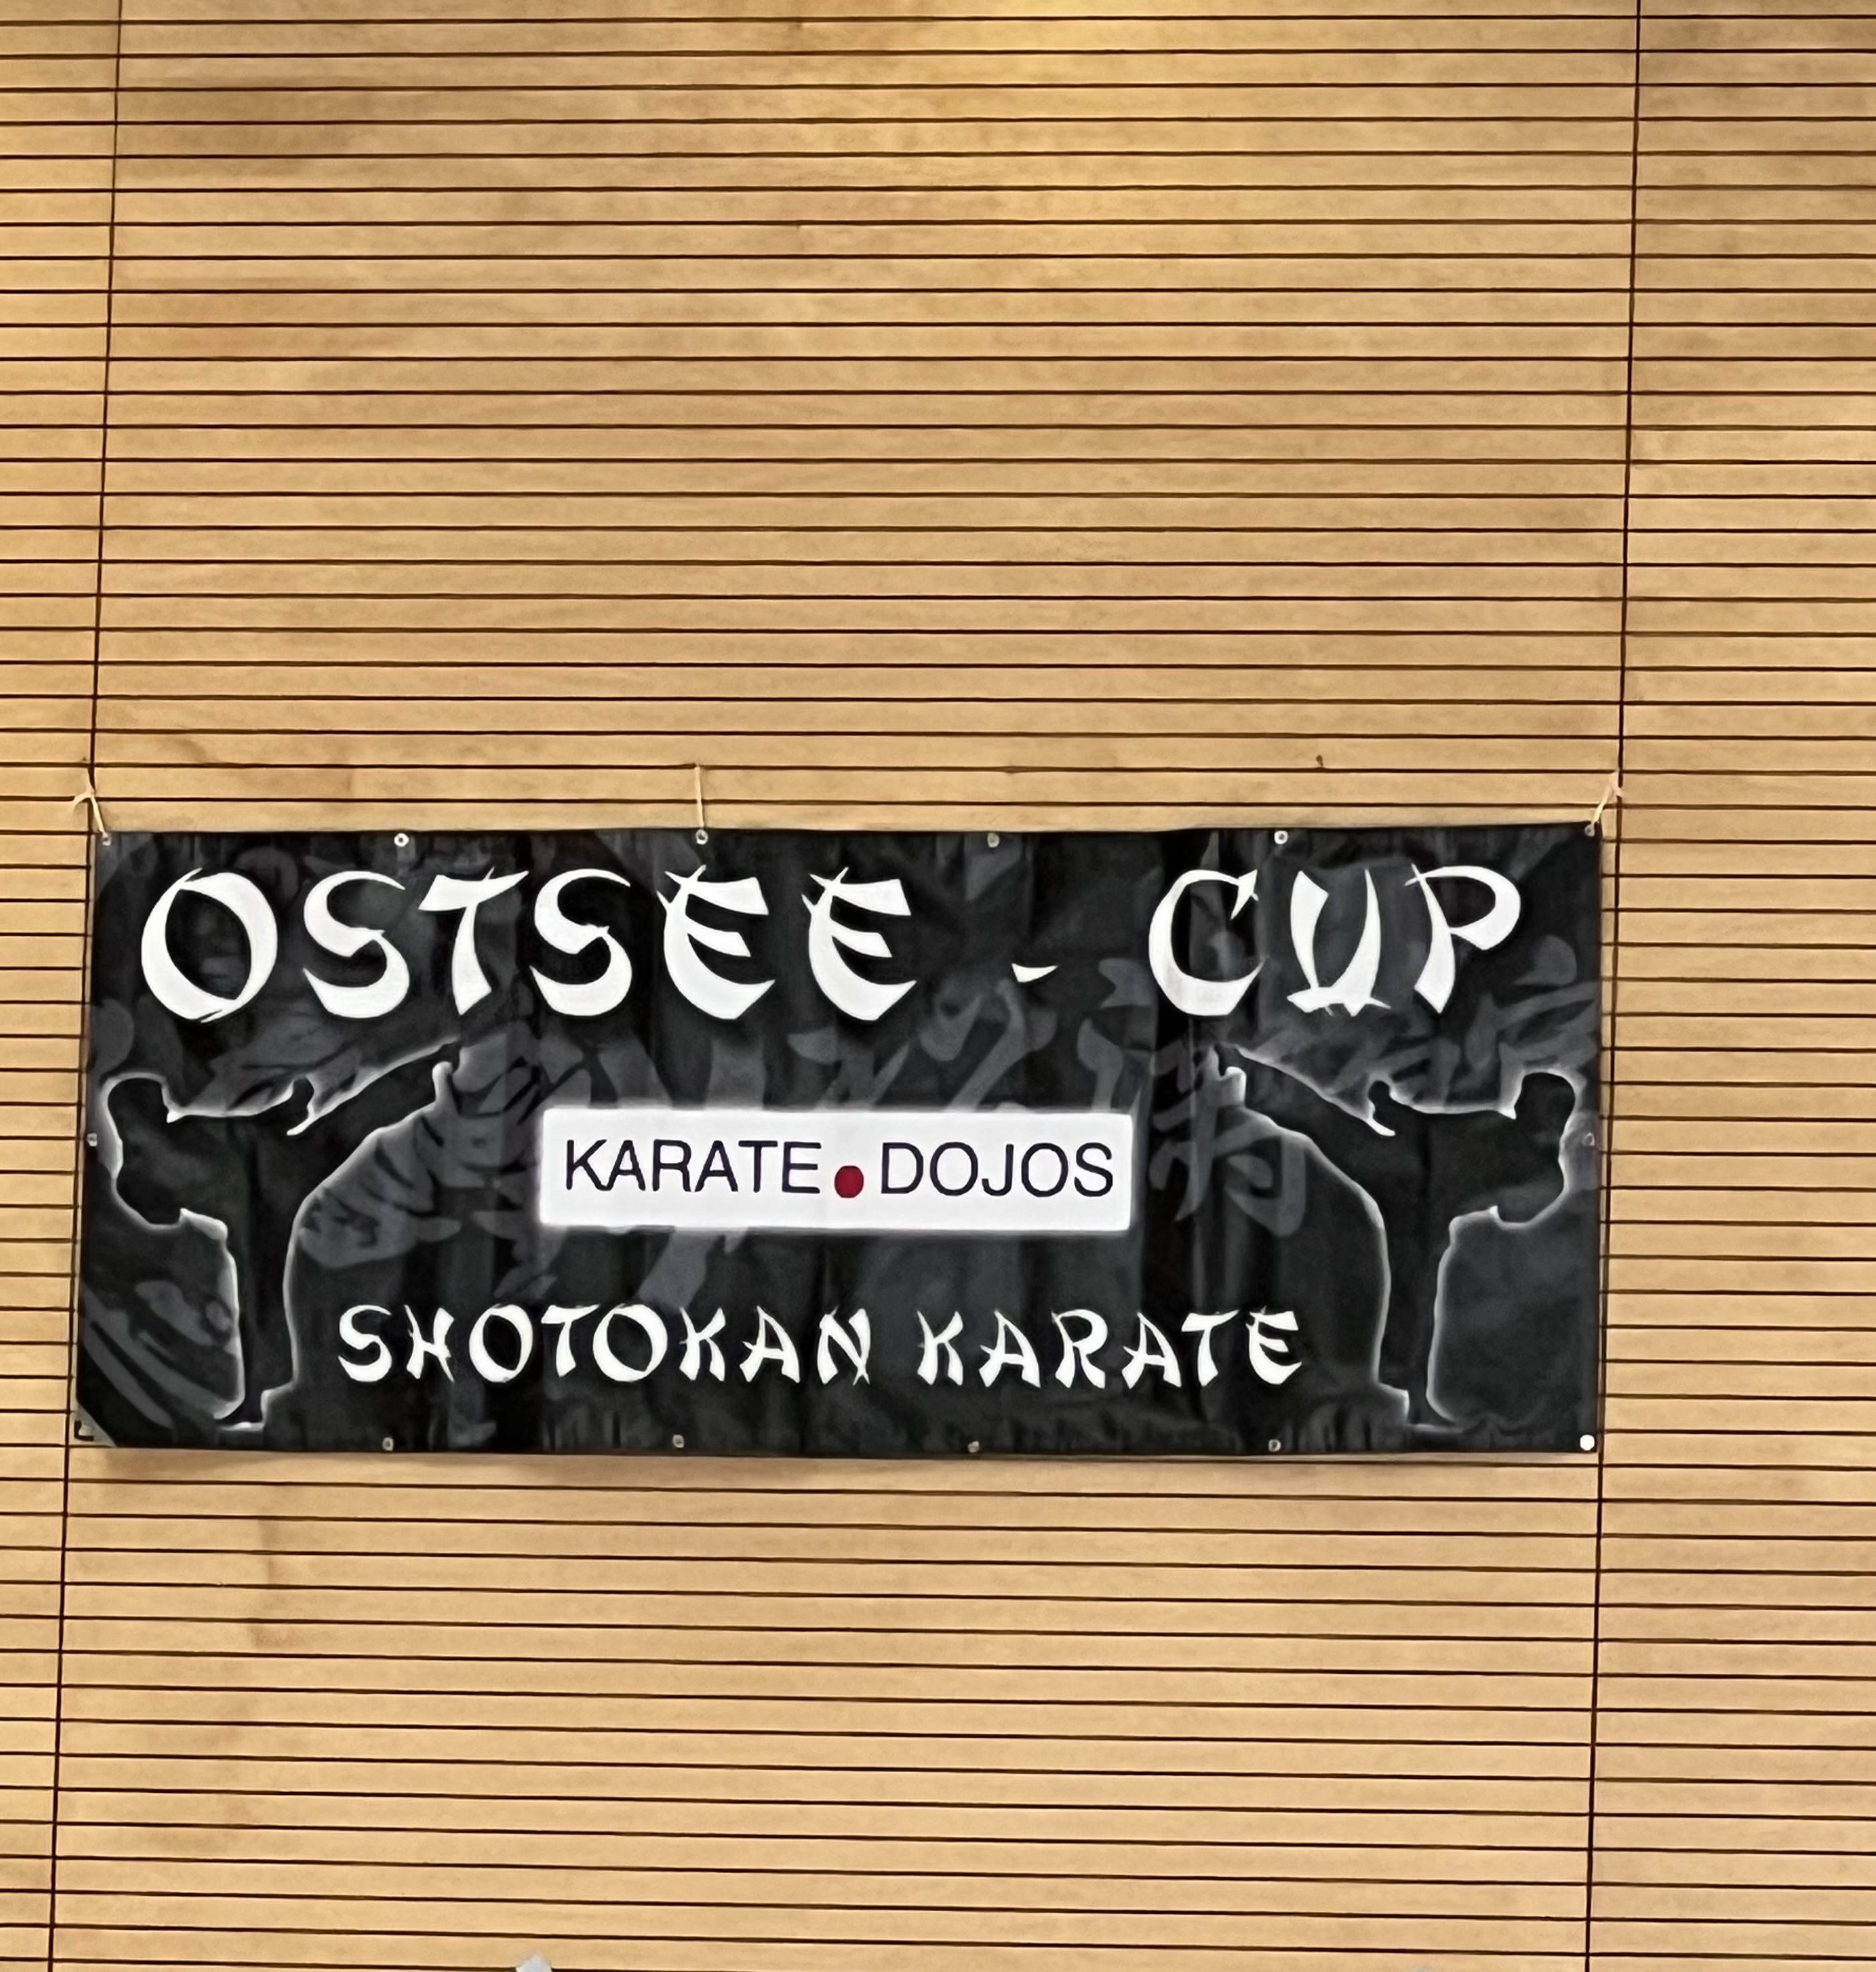 OSTSEE - CUP
KARATE.DOJOS
SHOTOKAN KARATE